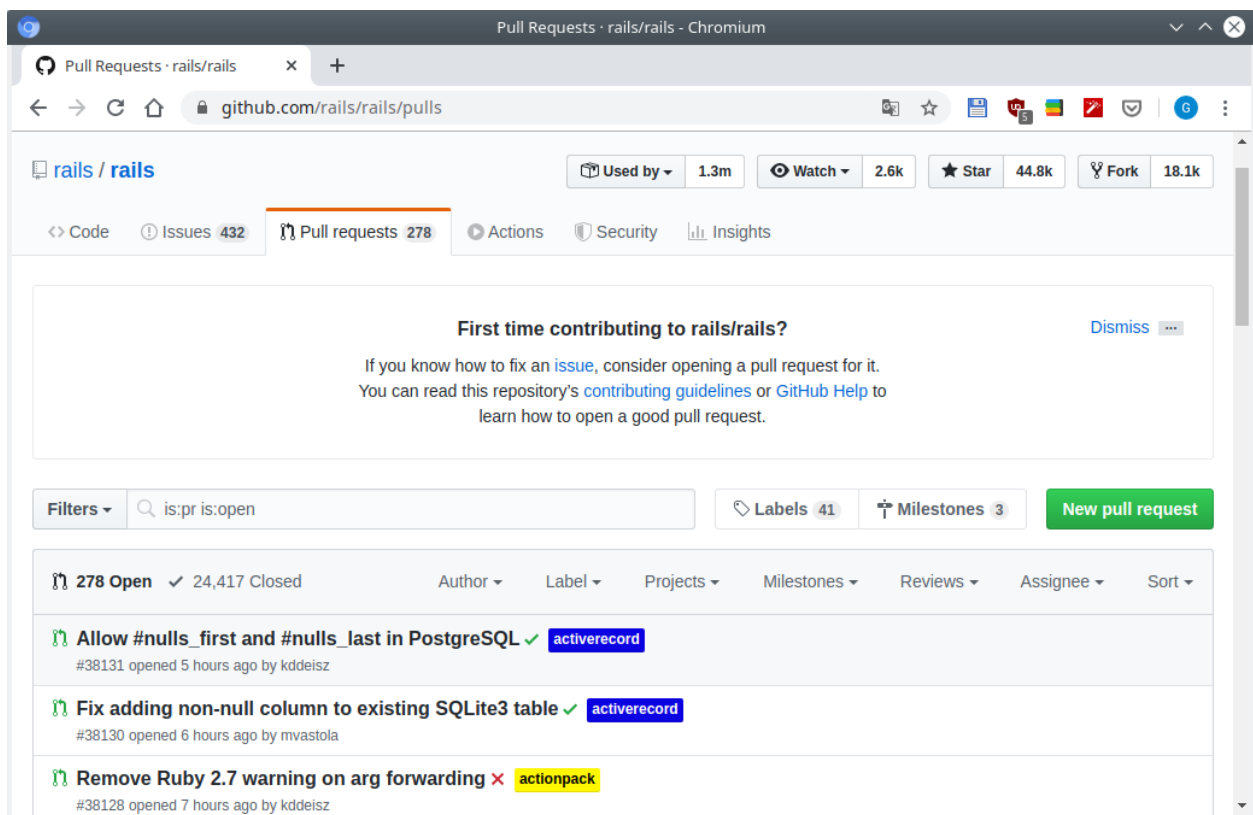 Pull Requests · rails/rails - Chromium
Pull Requests · rails/rails × +
github.com/rails/rails/pulls 5 G
rails / rails Used by 1.3m Watch 2.6k Star 44.8k Fork 18.1k
Code Issues 432 Pull requests 278 Actions Security Insights
First time contributing to rails/rails? Dismiss ...
If you know how to fix an issue, consider opening a pull request for it.
You can read this repository's contributing guidelines or GitHub Help to
learn how to open a good pull request.
Filters is:pr is:open Labels 41 Milestones 3 New pull request
278 Open 24,417 Closed Author Label Projects Milestones Reviews Assignee Sort
Allow #nulls_first and #nulls_last in PostgreSQL activerecord
#38131 opened 5 hours ago by kddeisz
Fix adding non-null column to existing SQLite3 table activerecord
#38130 opened 6 hours ago by mvastola
Remove Ruby 2.7 warning on arg forwarding actionpack
#38128 opened 7 hours ago by kddeisz